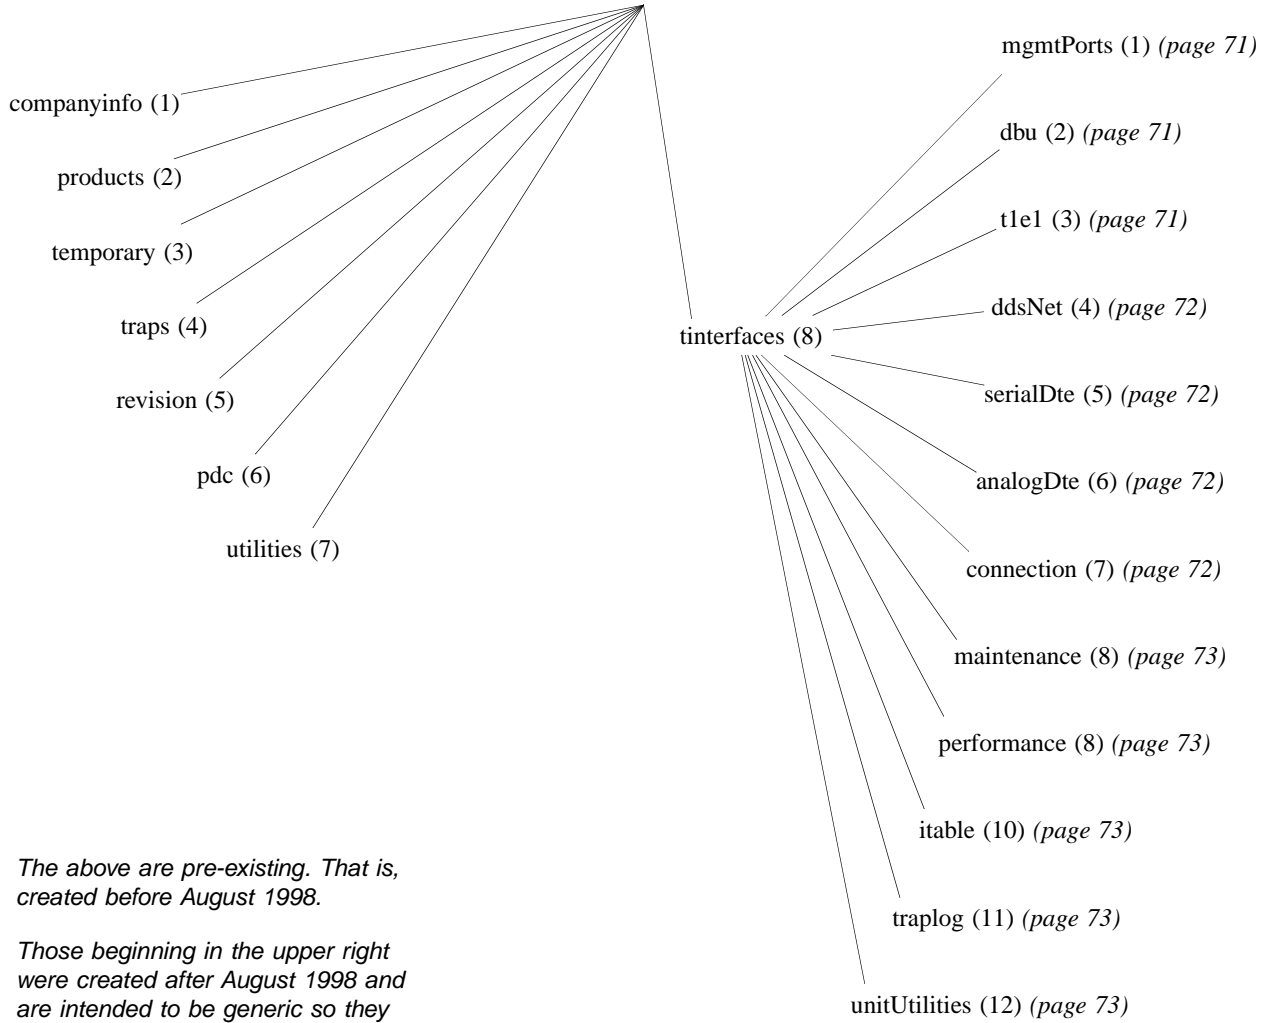 companyinfo (1)
products (2)
temporary (3)
traps (4)
revision (5)
pdc (6)
utilities (7)
tinterfaces (8)
mgmtPorts (1) (page 71)
dbu (2) (page 71)
t1e1 (3) (page 71)
ddsNet (4) (page 72)
serialDte (5) (page 72)
analogDte (6) (page 72)
connection (7) (page 72)
maintenance (8) (page 73)
performance (8) (page 73)
itable (10) (page 73)
traplog (11) (page 73)
unitUtilities (12) (page 73)
The above are pre-existing. That is,
created before August 1998.
Those beginning in the upper right
were created after August 1998 and
are intended to be generic so they